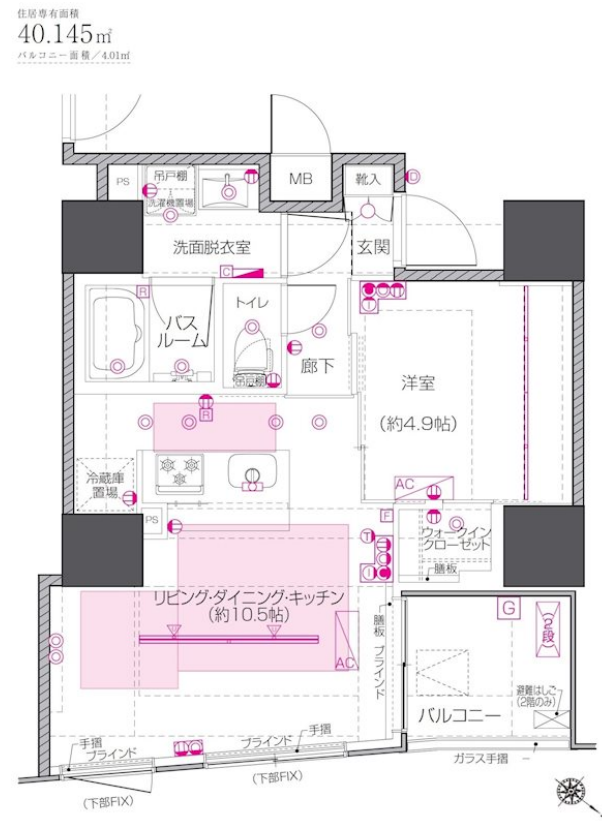 住居専有面積
40.145㎡
バルコニー面積／4.01㎡
PS
吊戸棚
洗濯機置場
MB
靴入
D
洗面脱衣室
玄関
C
R
バス
ルーム
トイレ
吊戸棚
廊下
洋室
（約4.9帖）
R
冷蔵庫
置場
AC
PS
F
ウォークイン
クローゼット
T
膳板
I
リビング・ダイニング・キッチン
（約10.5帖）
AC
膳板
ブラインド
G
（2段）
避難はしご
（2階のみ）
バルコニー
手摺
ブラインド
ブラインド
手摺
ガラス手摺
（下部FIX）
（下部FIX）